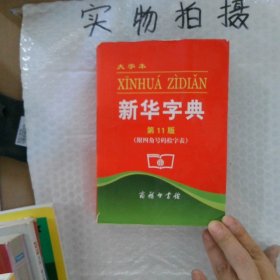 实物拍摄
大字本
XĪNHUÁ ZÌDIǍN
新华字典
第11版
(附四角号码检字表)
商务印书馆